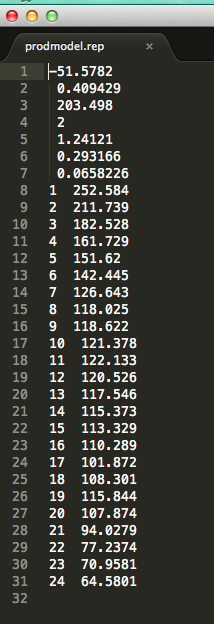 prodmodel.rep ×
1 -51.5782
2 0.409429
3 203.498
4 2
5 1.24121
6 0.293166
7 0.0658226
8 1 252.584
9 2 211.739
10 3 182.528
11 4 161.729
12 5 151.62
13 6 142.445
14 7 126.643
15 8 118.025
16 9 118.622
17 10 121.378
18 11 122.133
19 12 120.526
20 13 117.546
21 14 115.373
22 15 113.329
23 16 110.289
24 17 101.872
25 18 108.301
26 19 115.844
27 20 107.874
28 21 94.0279
29 22 77.2374
30 23 70.9581
31 24 64.5801
32